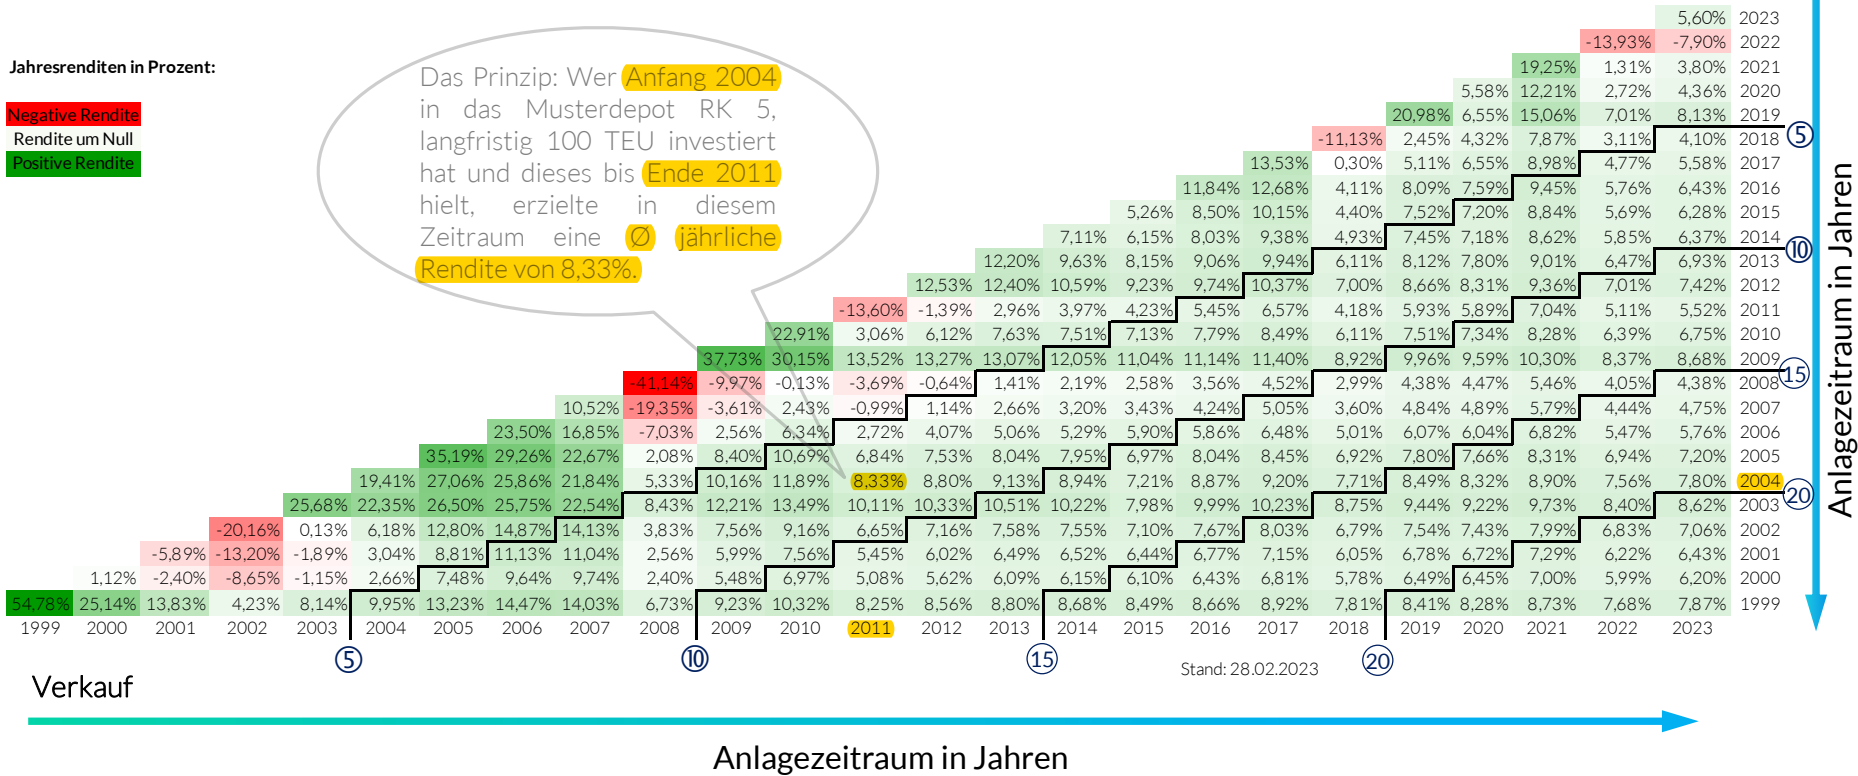 5,60% 2023
-13,93% -7,90% 2022
Jahresrenditen in Prozent:
19,25% 1,31% 3,80% 2021
5,58% 12,21% 2,72% 4,36% 2020
Negative Rendite
20,98% 6,55% 15,06% 7,01% 8,13% 2019
Rendite um Null
-11,13% 2,45% 4,32% 7,87% 3,11% 4,10% 2018 5
Positive Rendite
13,53% 0,30% 5,11% 6,55% 8,98% 4,77% 5,58% 2017
Das Prinzip: Wer Anfang 2004
in das Musterdepot RK 5,
langfristig 100 TEU investiert
hat und dieses bis Ende 2011
hielt, erzielte in diesem
Zeitraum eine Ø jährliche
Rendite von 8,33%.
11,84% 12,68% 4,11% 8,09% 7,59% 9,45% 5,76% 6,43% 2016
5,26% 8,50% 10,15% 4,40% 7,52% 7,20% 8,84% 5,69% 6,28% 2015
7,11% 6,15% 8,03% 9,38% 4,93% 7,45% 7,18% 8,62% 5,85% 6,37% 2014 10
12,20% 9,63% 8,15% 9,06% 9,94% 6,11% 8,12% 7,80% 9,01% 6,47% 6,93% 2013
12,53% 12,40% 10,59% 9,23% 9,74% 10,37% 7,00% 8,66% 8,31% 9,36% 7,01% 7,42% 2012
-13,60% -1,39% 2,96% 3,97% 4,23% 5,45% 6,57% 4,18% 5,93% 5,89% 7,04% 5,11% 5,52% 2011
22,91% 3,06% 6,12% 7,63% 7,51% 7,13% 7,79% 8,49% 6,11% 7,51% 7,34% 8,28% 6,39% 6,75% 2010
37,73% 30,15% 13,52% 13,27% 13,07% 12,05% 11,04% 11,14% 11,40% 8,92% 9,96% 9,59% 10,30% 8,37% 8,68% 2009
-41,14% -9,97% -0,13% -3,69% -0,64% 1,41% 2,19% 2,58% 3,56% 4,52% 2,99% 4,38% 4,47% 5,46% 4,05% 4,38% 2008 15
10,52% -19,35% -3,61% 2,43% -0,99% 1,14% 2,66% 3,20% 3,43% 4,24% 5,05% 3,60% 4,84% 4,89% 5,79% 4,44% 4,75% 2007
23,50% 16,85% -7,03% 2,56% 6,34% 2,72% 4,07% 5,06% 5,29% 5,90% 5,86% 6,48% 5,01% 6,07% 6,04% 6,82% 5,47% 5,76% 2006
35,19% 29,26% 22,67% 2,08% 8,40% 10,69% 6,84% 7,53% 8,04% 7,95% 6,97% 8,04% 8,45% 6,92% 7,80% 7,66% 8,31% 6,94% 7,20% 2005
19,41% 27,06% 25,86% 21,84% 5,33% 10,16% 11,89% 8,33% 8,80% 9,13% 8,94% 7,21% 8,87% 9,20% 7,71% 8,49% 8,32% 8,90% 7,56% 7,80% 2004
25,68% 22,35% 26,50% 25,75% 22,54% 8,43% 12,21% 13,49% 10,11% 10,33% 10,51% 10,22% 7,98% 9,99% 10,23% 8,75% 9,44% 9,22% 9,73% 8,40% 8,62% 2003 20
-20,16% 0,13% 6,18% 12,80% 14,87% 14,13% 3,83% 7,56% 9,16% 6,65% 7,16% 7,58% 7,55% 7,10% 7,67% 8,03% 6,79% 7,54% 7,43% 7,99% 6,83% 7,06% 2002
-5,89% -13,20% -1,89% 3,04% 8,81% 11,13% 11,04% 2,56% 5,99% 7,56% 5,45% 6,02% 6,49% 6,52% 6,44% 6,77% 7,15% 6,05% 6,78% 6,72% 7,29% 6,22% 6,43% 2001
1,12% -2,40% -8,65% -1,15% 2,66% 7,48% 9,64% 9,74% 2,40% 5,48% 6,97% 5,08% 5,62% 6,09% 6,15% 6,10% 6,43% 6,81% 5,78% 6,49% 6,45% 7,00% 5,99% 6,20% 2000
54,78% 25,14% 13,83% 4,23% 8,14% 9,95% 13,23% 14,47% 14,03% 6,73% 9,23% 10,32% 8,25% 8,56% 8,80% 8,68% 8,49% 8,66% 8,92% 7,81% 8,41% 8,28% 8,73% 7,68% 7,87% 1999
1999 2000 2001 2002 2003 2004 2005 2006 2007 2008 2009 2010 2011 2012 2013 2014 2015 2016 2017 2018 2019 2020 2021 2022 2023
5 10 15 20
Stand: 28.02.2023
Verkauf
Anlagezeitraum in Jahren
Anlagezeitraum in Jahren